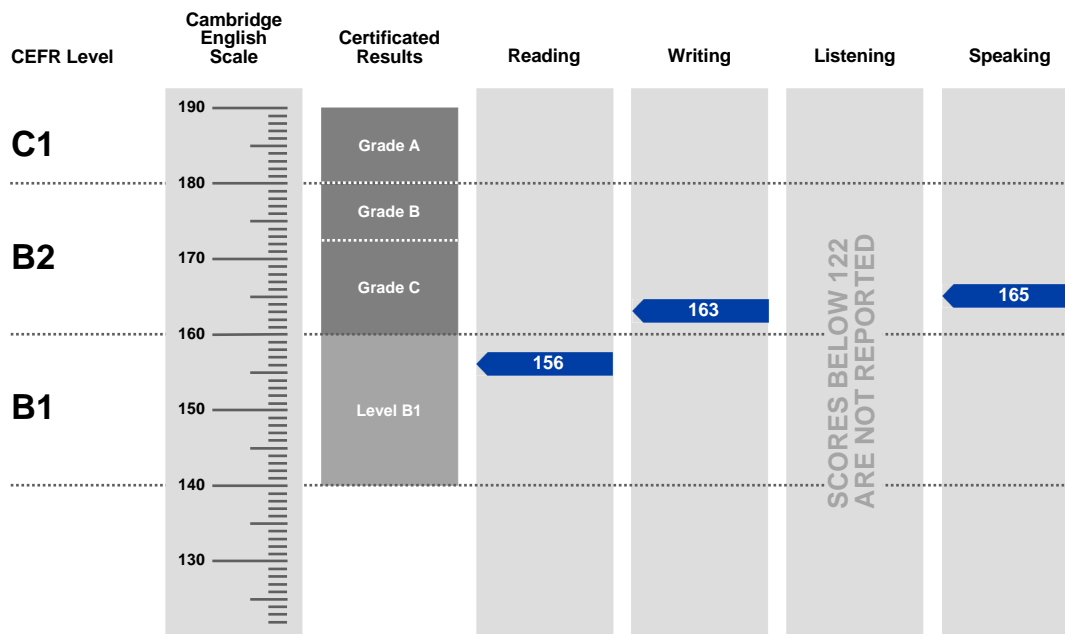 CEFR Level
Cambridge
English
Scale
Certificated
Results
Reading
Writing
Listening
Speaking
190
C1
Grade A
180
Grade B
B2
170
Grade C
165
163
160
156
B1
150
Level B1
140
130
SCORES BELOW 122
ARE NOT REPORTED